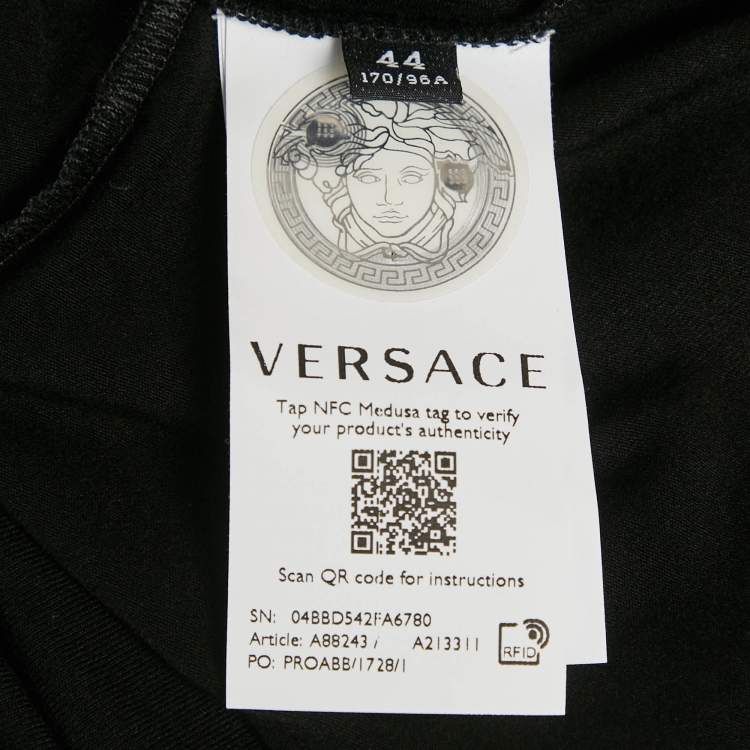 44
170/96A
VERSACE
Tap NFC Medusa tag to verify
your product's authenticity
Scan QR code for instructions
SN: 04BBD542FA6780
Article: A88243 / A213311
PO: PROABB/1728/1
RFID